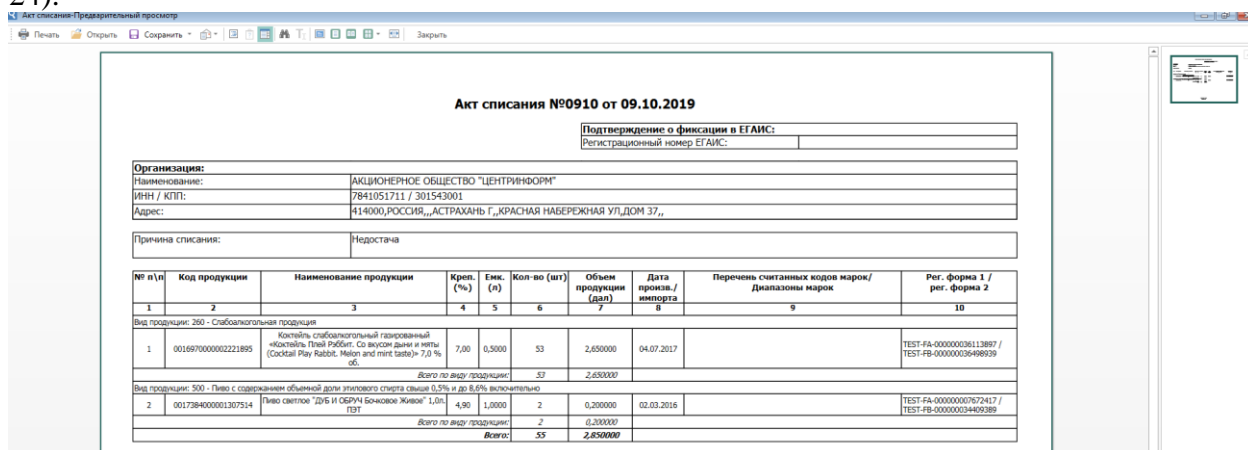 24).
Акт списания-Предварительный просмотр
Печать Открыть Сохранить Закрыть
Акт списания №0910 от 09.10.2019
Подтверждение о фиксации в ЕГАИС:
Регистрационный номер ЕГАИС:
Организация:
Наименование: АКЦИОНЕРНОЕ ОБЩЕСТВО "ЦЕНТРИНФОРМ"
ИНН / КПП: 7841051711 / 301543001
Адрес: 414000,РОССИЯ,,,АСТРАХАНЬ Г,,КРАСНАЯ НАБЕРЕЖНАЯ УЛ,ДОМ 37,,
Причина списания: Недостача
№ п\п Код продукции Наименование продукции Креп. (%) Емк. (л) Кол-во (шт) Объем продукции (дал) Дата произв./ импорта Перечень считанных кодов марок/ Диапазоны марок Рег. форма 1 / рег. форма 2
1 2 3 4 5 6 7 8 9 10
Вид продукции: 260 - Слабоалкогольная продукция
1 0016970000002221895 Коктейль слабоалкогольный газированный «Коктейль Плей Рэббит. Со вкусом дыни и мяты (Cocktail Play Rabbit. Melon and mint taste)» 7,0 % об. 7,00 0,5000 53 2,650000 04.07.2017 TEST-FA-000000036113897 / TEST-FB-000000036498939
Всего по виду продукции: 53 2,650000
Вид продукции: 500 - Пиво с содержанием объемной доли этилового спирта свыше 0,5% и до 8,6% включительно
2 0017384000001307514 Пиво светлое "ДУБ И ОБРУЧ Бочковое Живое" 1,0л. ПЭТ 4,90 1,0000 2 0,200000 02.03.2016 TEST-FA-000000007672417 / TEST-FB-000000034409389
Всего по виду продукции: 2 0,200000
Всего: 55 2,850000